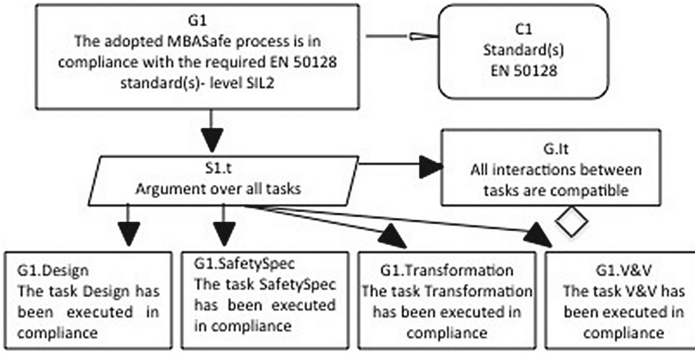 G1
The adopted MBASafe process is in
compliance with the required EN 50128
standard(s)- level SIL2
C1
Standard(s)
EN 50128
S1.t
Argument over all tasks
G.It
All interactions between
tasks are compatible
G1.Design
The task Design has
been executed in
compliance
G1.SafetySpec
The task SafetySpec
has been executed
in compliance
G1.Transformation
The task Transformation
has been executed in
compliance
G1.V&V
The task V&V has
been executed in
compliance